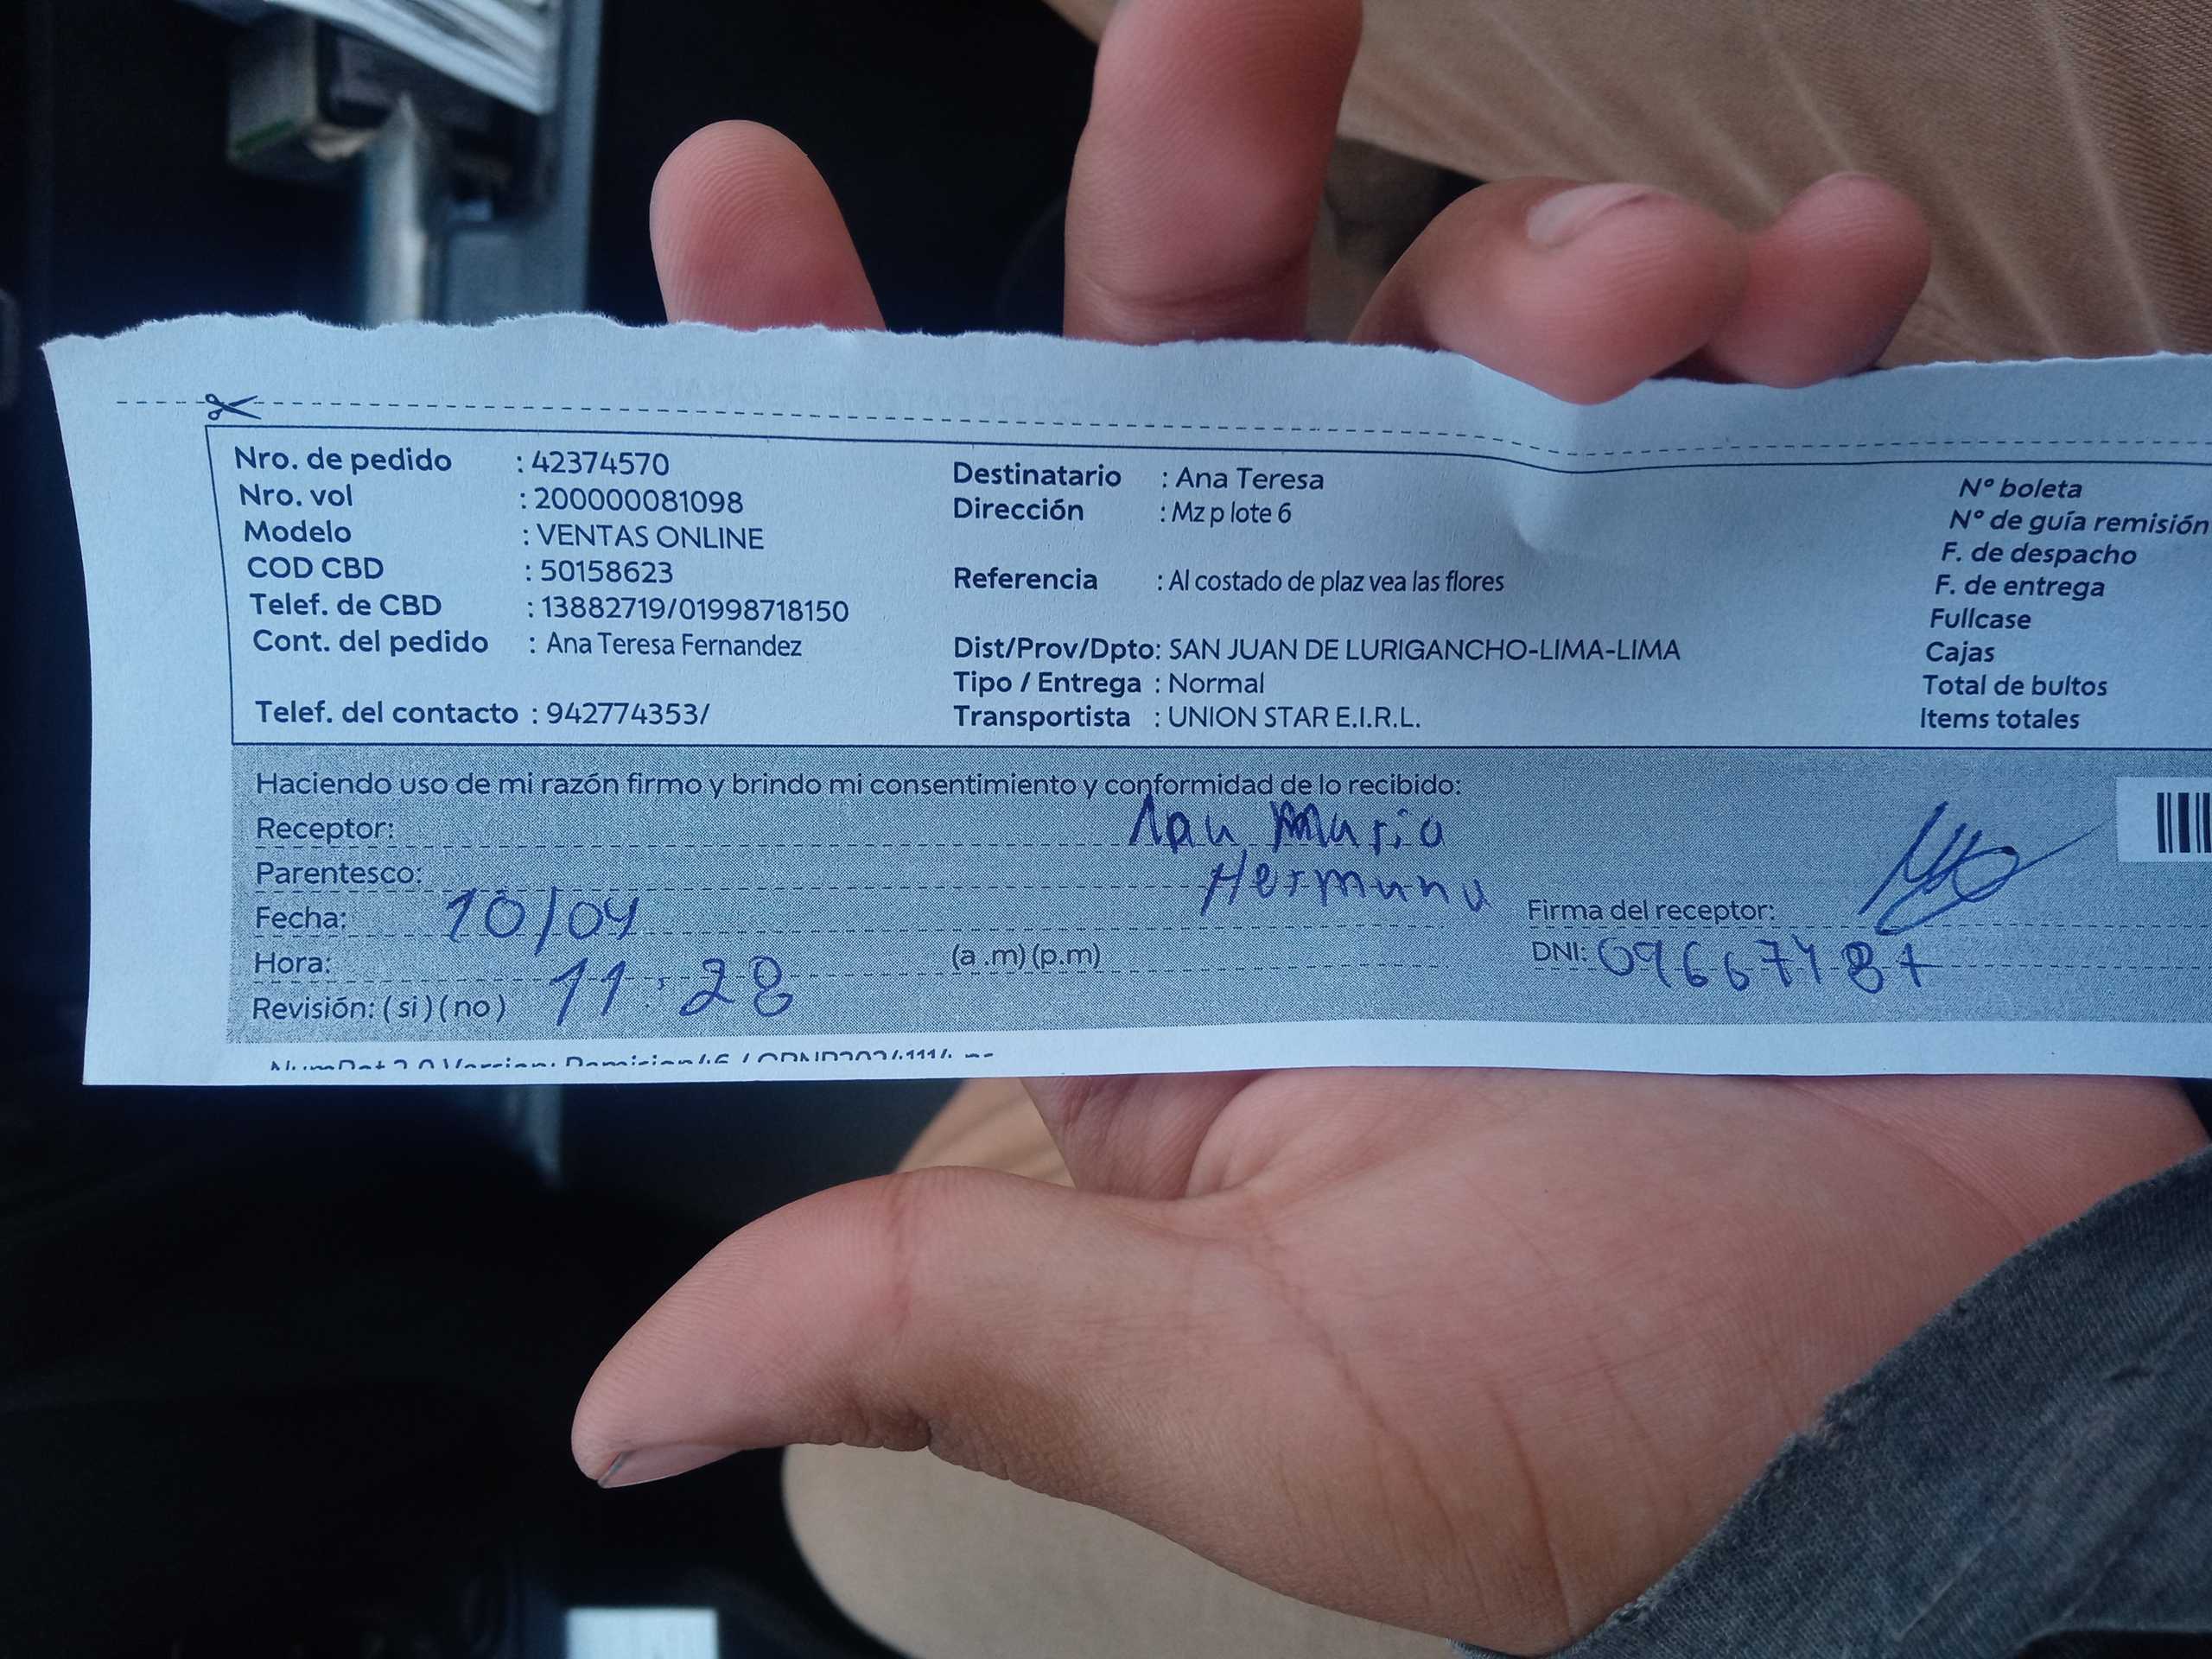 Nro. de pedido : 42374570
Nro. vol : 200000081098
Modelo : VENTAS ONLINE
COD CBD : 50158623
Telef. de CBD : 13882719/01998718150
Cont. del pedido : Ana Teresa Fernandez
Telef. del contacto : 942774353/
Destinatario : Ana Teresa
Dirección : Mz p lote 6
Referencia : Al costado de plaz vea las flores
Dist/Prov/Dpto: SAN JUAN DE LURIGANCHO-LIMA-LIMA
Tipo / Entrega : Normal
Transportista : UNION STAR E.I.R.L.
N° boleta
N° de guía remisión
F. de despacho
F. de entrega
Fullcase
Cajas
Total de bultos
Items totales
Haciendo uso de mi razón firmo y brindo mi consentimiento y conformidad de lo recibido:
Receptor: Maria
Parentesco: Hermana
Fecha: 10/04
Hora: 11:28 (a .m) (p.m)
Revisión: ( si ) ( no )
Firma del receptor:
DNI: